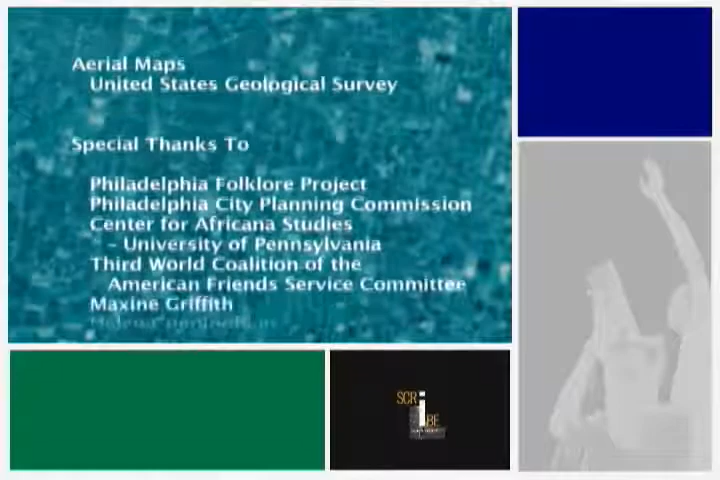 Aerial Maps
United States Geological Survey
Special Thanks To
Philadelphia Folklore Project
Philadelphia City Planning Commission
Center for Africana Studies
- University of Pennsylvania
Third World Coalition of the
American Friends Service Committee
Maxine Griffith
SCRiBE